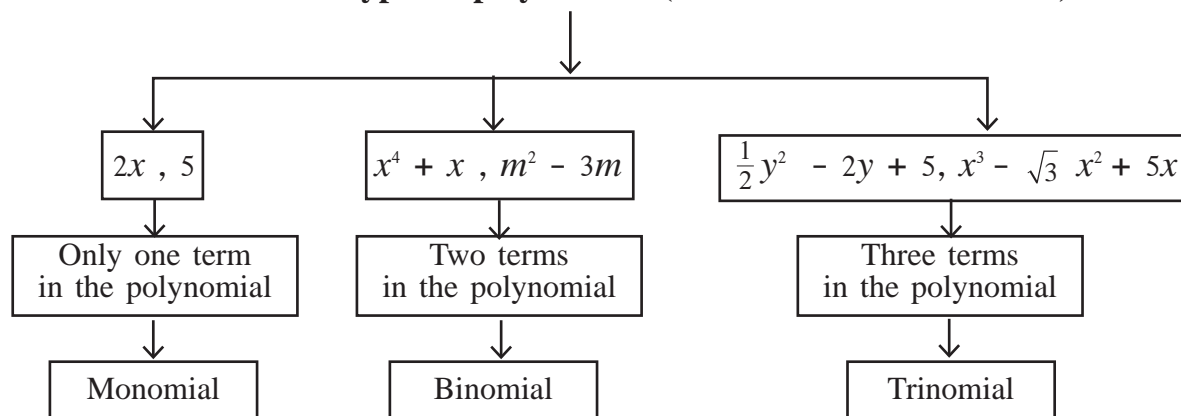 2x , 5
x⁴ + x , m² − 3m
½y² − 2y + 5, x³ − √3 x² + 5x
Only one term
in the polynomial
Two terms
in the polynomial
Three terms
in the polynomial
Monomial
Binomial
Trinomial